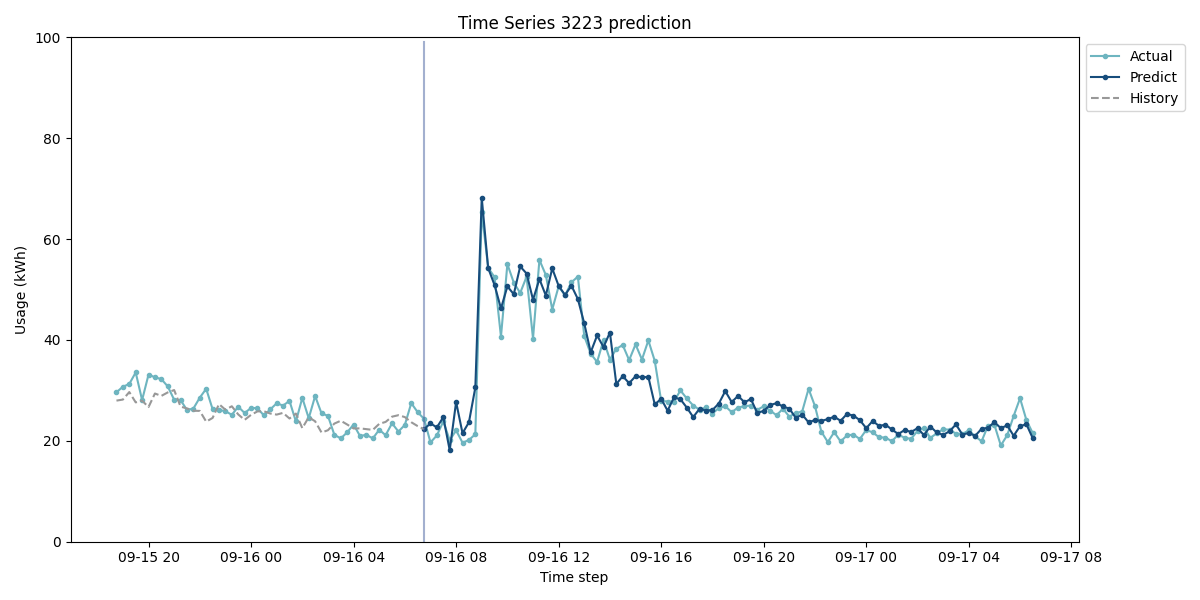 Time Series 3223 prediction
100
80
60
40
20
0
Usage (kWh)
09-15 20
09-16 00
09-16 04
09-16 08
09-16 12
09-16 16
09-16 20
09-17 00
09-17 04
09-17 08
Time step
Actual
Predict
History